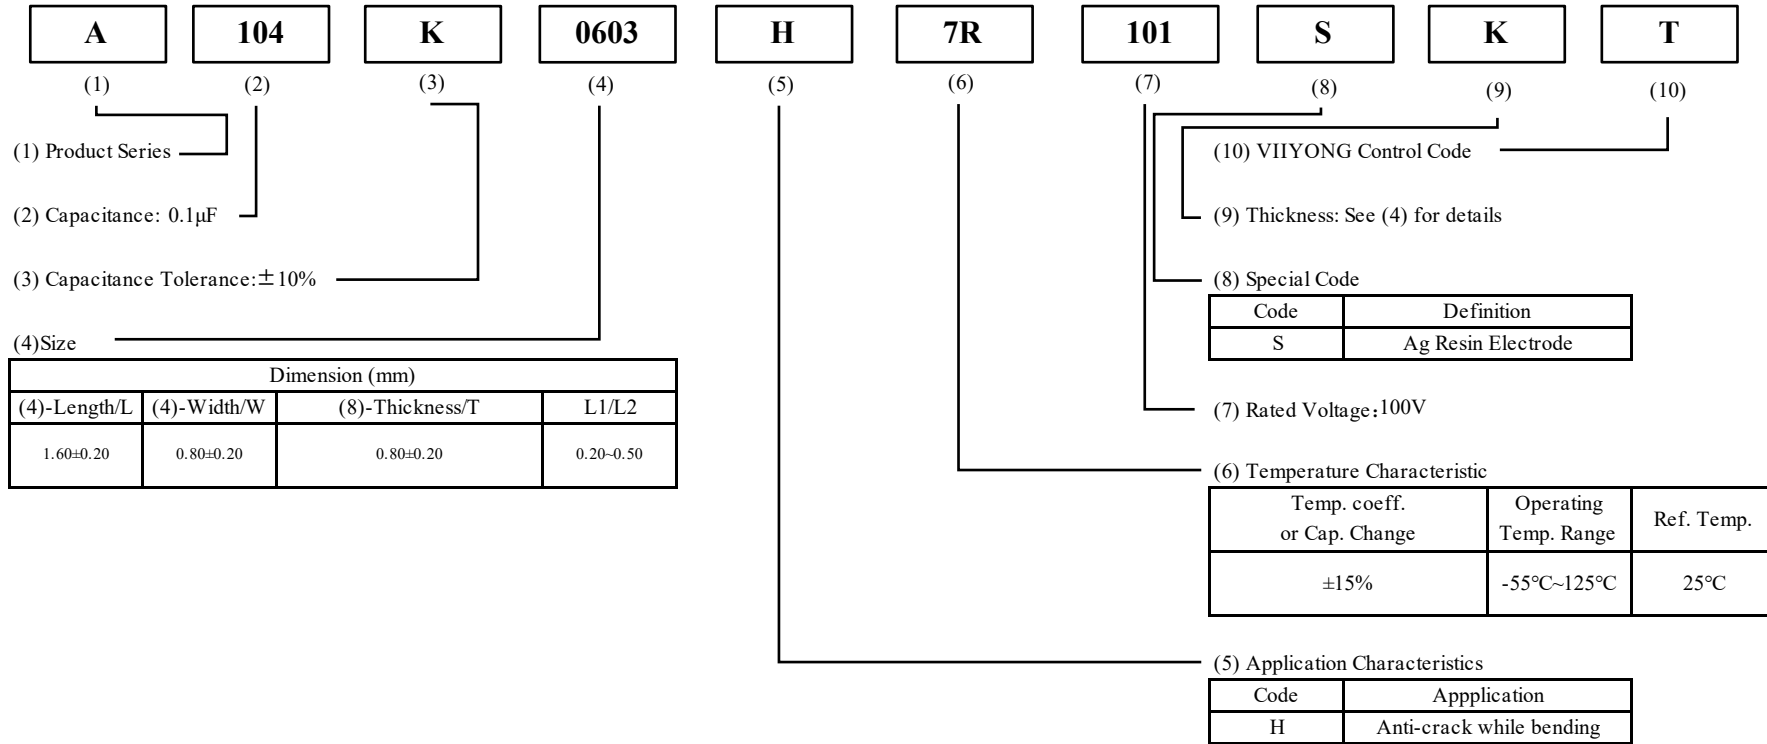 A 104 K 0603 H 7R 101 S K T
(1) (2) (3) (4) (5) (6) (7) (8) (9) (10)
(1) Product Series
(2) Capacitance: 0.1μF
(3) Capacitance Tolerance:±10%
(4)Size
Dimension (mm)
(4)-Length/L (4)-Width/W (8)-Thickness/T L1/L2
1.60±0.20 0.80±0.20 0.80±0.20 0.20~0.50
(10) VIIYONG Control Code
(9) Thickness: See (4) for details
(8) Special Code
Code Definition
S Ag Resin Electrode
(7) Rated Voltage:100V
(6) Temperature Characteristic
Temp. coeff.
or Cap. Change
Operating
Temp. Range
Ref. Temp.
±15% -55℃~125℃ 25℃
(5) Application Characteristics
Code Appplication
H Anti-crack while bending